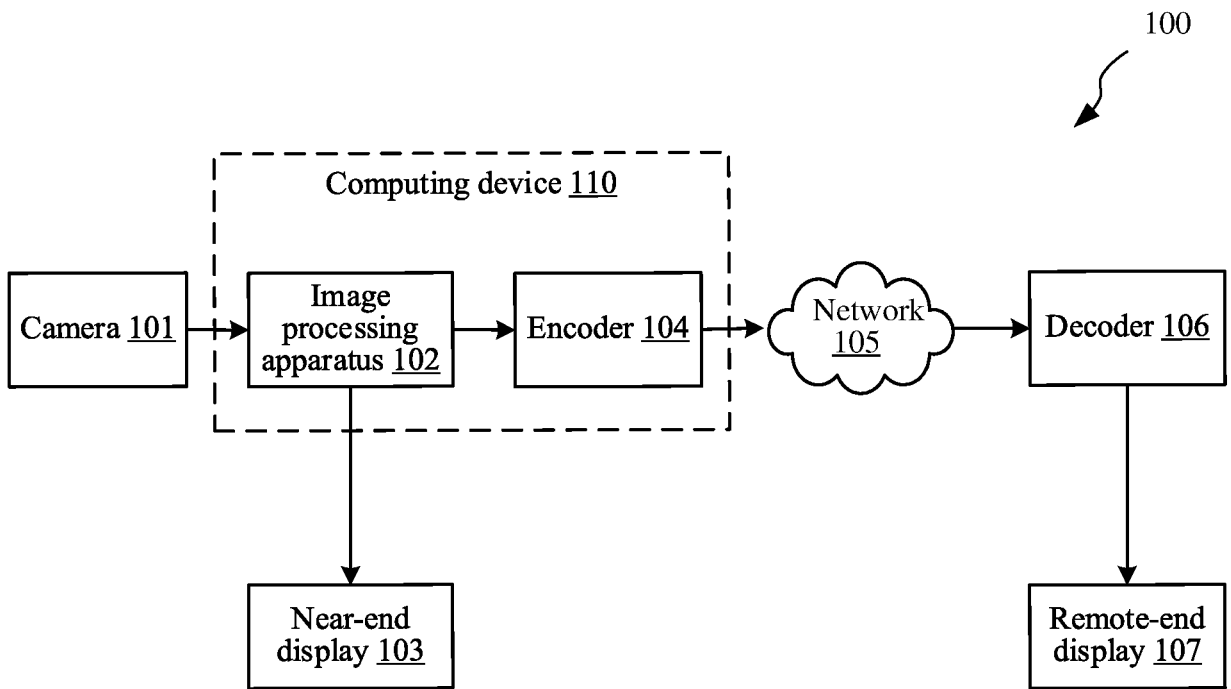 100
Computing device 110
Camera 101
Image
processing
apparatus 102
Encoder 104
Network
105
Decoder 106
Near-end
display 103
Remote-end
display 107